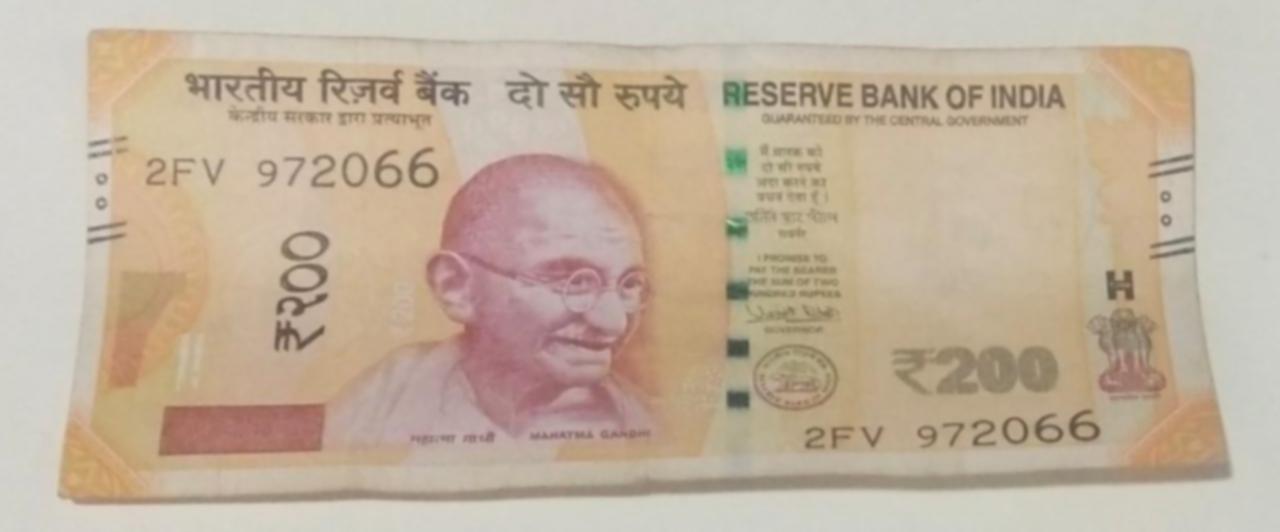 भारतीय रिज़र्व बैंक दो सौ रुपये RESERVE BANK OF INDIA
केन्द्रीय सरकार द्वारा प्रत्याभूत GUARANTEED BY THE CENTRAL GOVERNMENT
2FV 972066
₹२००
मैं धारक को
दो सौ रुपये
अदा करने का
वचन देता हूँ।
I PROMISE TO
PAY THE BEARER
THE SUM OF TWO
HUNDRED RUPEES
GOVERNOR
H
₹200
महात्मा गांधी MAHATMA GANDHI
2FV 972066